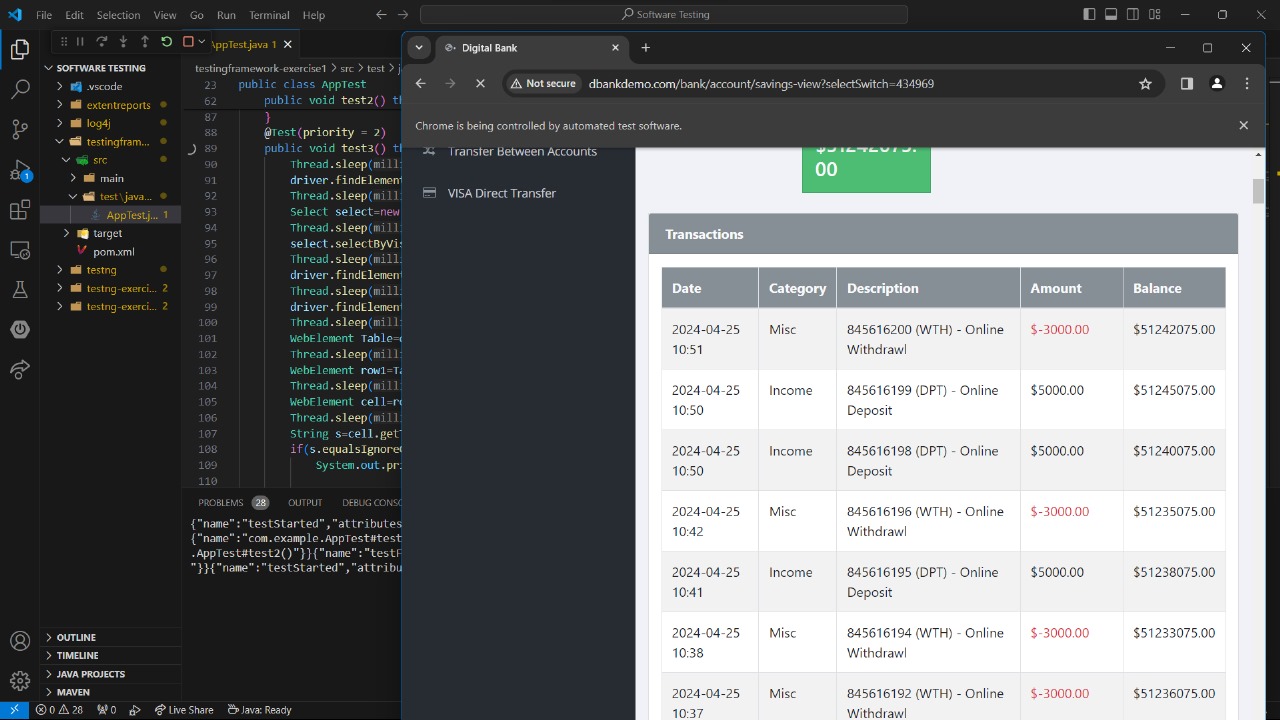 File Edit Selection View Go Run Terminal Help
Software Testing
AppTest.java 1
SOFTWARE TESTING
.vscode
extentreports
log4j
testingfram...
src
main
test\java...
AppTest.j... 1
target
pom.xml
testng
testng-exerci... 2
testng-exerci... 2
OUTLINE
TIMELINE
JAVA PROJECTS
MAVEN
1
testingframework-exercise1 > src > test >
23 public class AppTest
62 public void test2()
87 }
88 @Test(priority = 2)
89 public void test3()
90 Thread.sleep(milli
91 driver.findElement
92 Thread.sleep(milli
93 Select select=new
94 Thread.sleep(milli
95 select.selectByVis
96 Thread.sleep(milli
97 driver.findElement
98 Thread.sleep(milli
99 driver.findElement
100 Thread.sleep(milli
101 WebElement Table=
102 Thread.sleep(milli
103 WebElement row1=Ta
104 Thread.sleep(milli
105 WebElement cell=ro
106 Thread.sleep(milli
107 String s=cell.get
108 if(s.equalsIgnore
109 System.out.pri
110
PROBLEMS 28 OUTPUT DEBUG CONSO
{"name":"testStarted","attributes
{"name":"com.example.AppTest#test
.AppTest#test2()"}}{"name":"testF
"}}{"name":"testStarted","attribu
0 28 0 Live Share Java: Ready
Digital Bank
Not secure dbankdemo.com/bank/account/savings-view?selectSwitch=434969
Chrome is being controlled by automated test software.
Transfer Between Accounts
VISA Direct Transfer
$51242075.
00
Transactions
Date Category Description Amount Balance
2024-04-25 Misc 845616200 (WTH) - Online $-3000.00 $51242075.00
10:51 Withdrawl
2024-04-25 Income 845616199 (DPT) - Online $5000.00 $51245075.00
10:50 Deposit
2024-04-25 Income 845616198 (DPT) - Online $5000.00 $51240075.00
10:50 Deposit
2024-04-25 Misc 845616196 (WTH) - Online $-3000.00 $51235075.00
10:42 Withdrawl
2024-04-25 Income 845616195 (DPT) - Online $5000.00 $51238075.00
10:41 Deposit
2024-04-25 Misc 845616194 (WTH) - Online $-3000.00 $51233075.00
10:38 Withdrawl
2024-04-25 Misc 845616192 (WTH) - Online $-3000.00 $51236075.00
10:37 Withdrawl